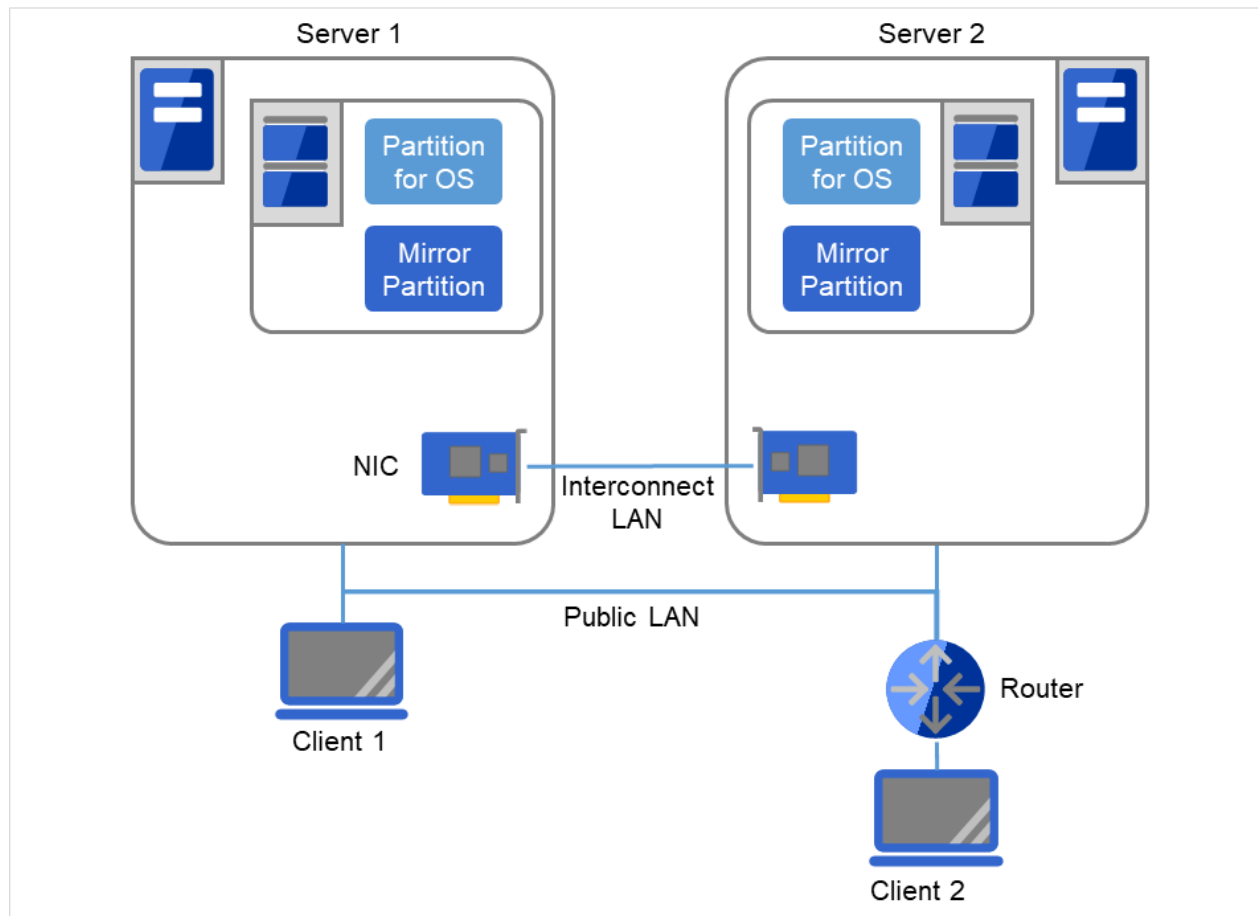 Server 1
Server 2
Partition
for OS
Mirror
Partition
Partition
for OS
Mirror
Partition
NIC
Interconnect
LAN
Public LAN
Client 1
Router
Client 2